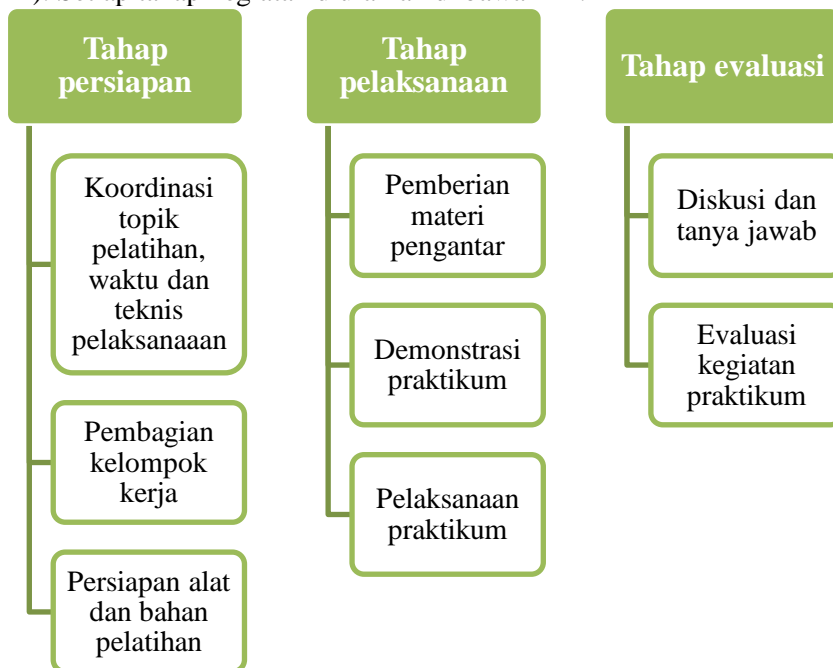 Tahap
persiapan
Koordinasi
topik
pelatihan,
waktu dan
teknis
pelaksanaaan
Pembagian
kelompok
kerja
Persiapan alat
dan bahan
pelatihan
Tahap
pelaksanaan
Pemberian
materi
pengantar
Demonstrasi
praktikum
Pelaksanaan
praktikum
Tahap evaluasi
Diskusi dan
tanya jawab
Evaluasi
kegiatan
praktikum